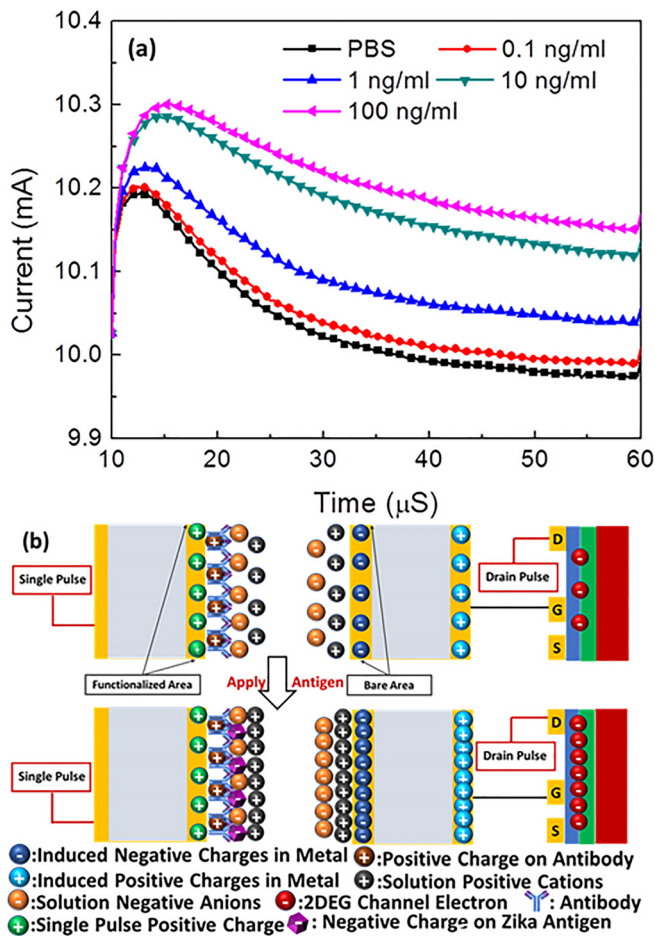 (a)
PBS
0.1 ng/ml
1 ng/ml
10 ng/ml
100 ng/ml
10.4
10.3
10.2
10.1
10.0
9.9
Current (mA)
10
20
30
40
50
60
Time (μS)
(b)
Single Pulse
Drain Pulse
D
G
S
Functionalized Area
Apply
Antigen
Bare Area
Single Pulse
Drain Pulse
D
G
S
:Induced Negative Charges in Metal
:Positive Charge on Antibody
:Induced Positive Charges in Metal
:Solution Positive Cations
:Solution Negative Anions
:2DEG Channel Electron
: Antibody
:Single Pulse Positive Charge
: Negative Charge on Zika Antigen